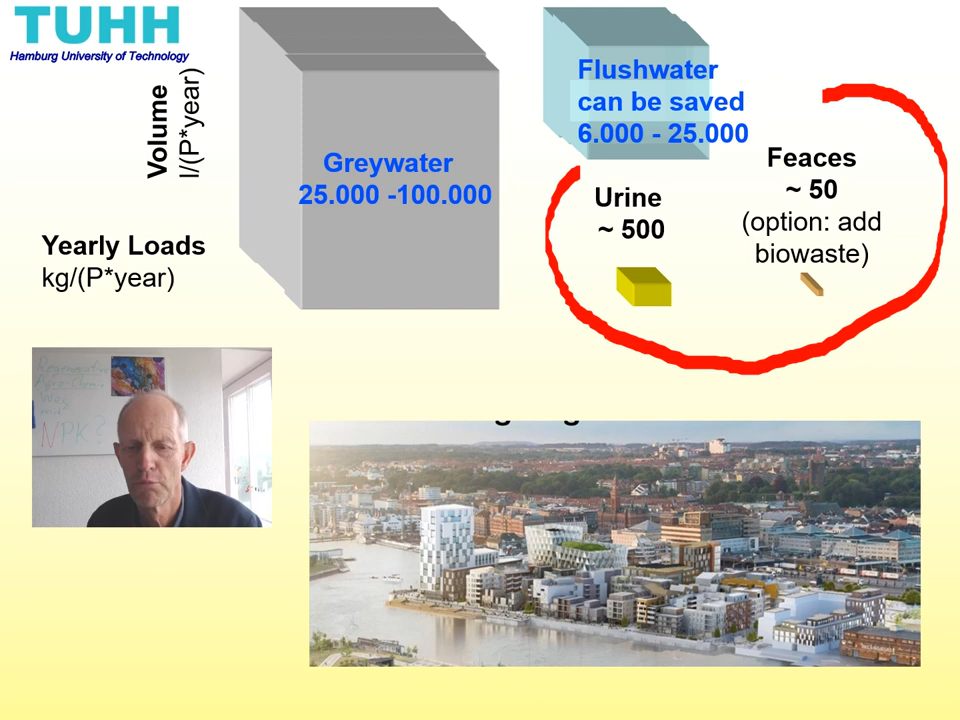 TUHH
Hamburg University of Technology
Volume
l/(P*year)
Yearly Loads
kg/(P*year)
Greywater
25.000 -100.000
Flushwater
can be saved
6.000 - 25.000
Urine
~ 500
Feaces
~ 50
(option: add
biowaste)
NPK?